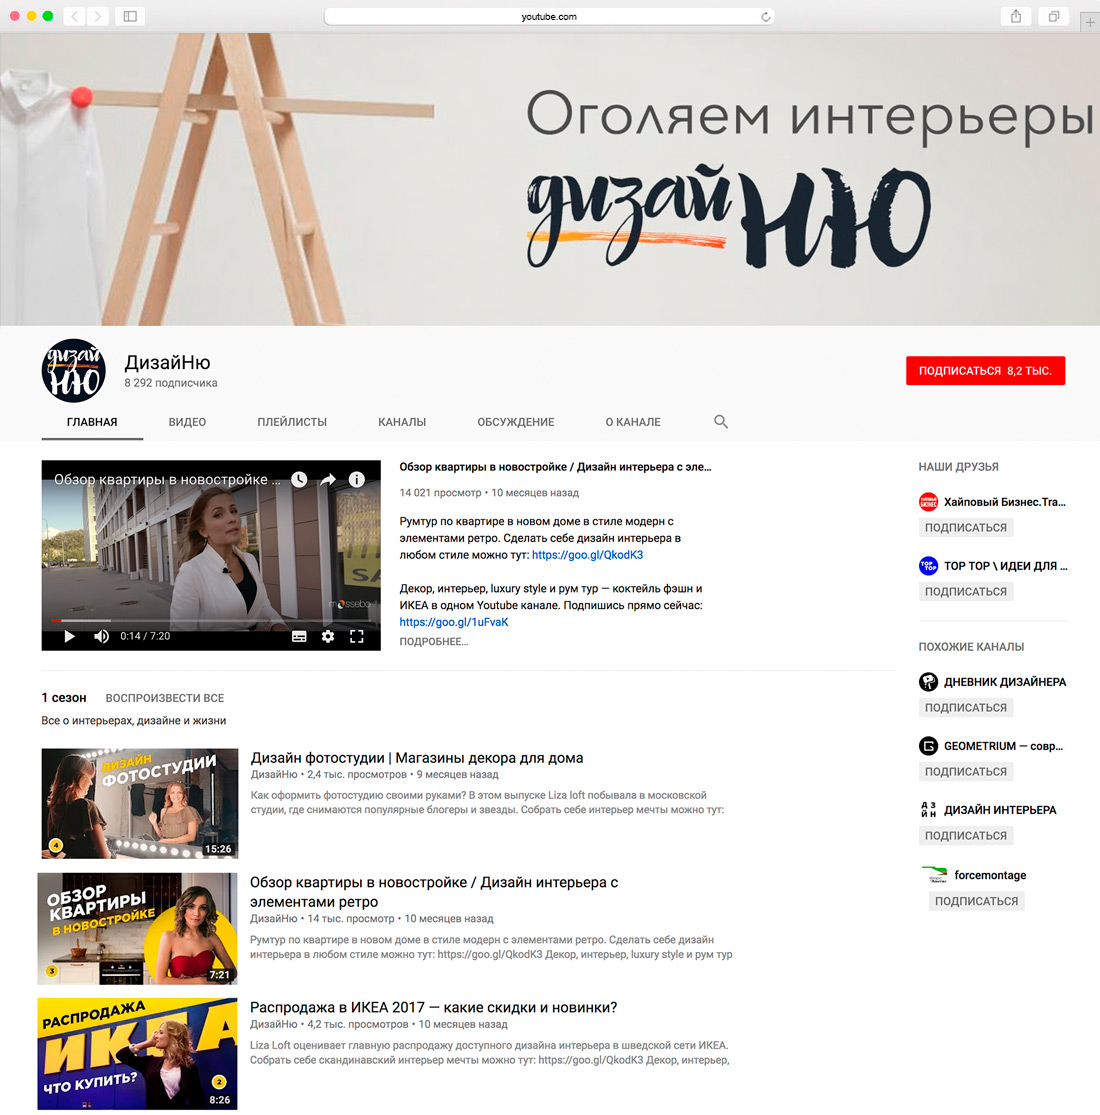 youtube.com
Оголяем интерьеры
дизайНЮ
дизай
НЮ
ДизайНю
8 292 подписчика
ПОДПИСАТЬСЯ 8,2 ТЫС.
ГЛАВНАЯ
ВИДЕО
ПЛЕЙЛИСТЫ
КАНАЛЫ
ОБСУЖДЕНИЕ
О КАНАЛЕ
Обзор квартиры в новостройке ...
SA
mossebo
0:14 / 7:20
Обзор квартиры в новостройке / Дизайн интерьера с эле...
14 021 просмотр • 10 месяцев назад
Румтур по квартире в новом доме в стиле модерн с
элементами ретро. Сделать себе дизайн интерьера в
любом стиле можно тут: https://goo.gl/QkodK3
Декор, интерьер, luxury style и рум тур — коктейль фэшн и
ИКЕА в одном Youtube канале. Подпишись прямо сейчас:
https://goo.gl/1uFvaK
ПОДРОБНЕЕ...
1 сезон ВОСПРОИЗВЕСТИ ВСЕ
Все о интерьерах, дизайне и жизни
ДИЗАЙН
ФОТОСТУДИИ
4
15:26
Дизайн фотостудии | Магазины декора для дома
ДизайНю • 2,4 тыс. просмотров • 9 месяцев назад
Как оформить фотостудию своими руками? В этом выпуске Liza loft побывала в московской
студии, где снимаются популярные блогеры и звезды. Собрать себе интерьер мечты можно тут:
ОБЗОР
КВАРТИРЫ
В НОВОСТРОЙКЕ
3
7:21
Обзор квартиры в новостройке / Дизайн интерьера с
элементами ретро
ДизайНю • 14 тыс. просмотр • 10 месяцев назад
Румтур по квартире в новом доме в стиле модерн с элементами ретро. Сделать себе дизайн
интерьера в любом стиле можно тут: https://goo.gl/QkodK3 Декор, интерьер, luxury style и рум тур
РАСПРОДАЖА
ИКЕА
ЧТО КУПИТЬ?
2
8:26
Распродажа в ИКЕА 2017 — какие скидки и новинки?
ДизайНю • 4,2 тыс. просмотров • 10 месяцев назад
Liza Loft оценивает главную распродажу доступного дизайна интерьера в шведской сети ИКЕА.
Собрать себе скандинавский интерьер мечты можно тут: https://goo.gl/QkodK3 Декор, интерьер,
НАШИ ДРУЗЬЯ
Хайповый Бизнес.Tra...
ПОДПИСАТЬСЯ
TOP TOP
TOP TOP \ ИДЕИ ДЛЯ ...
ПОДПИСАТЬСЯ
ПОХОЖИЕ КАНАЛЫ
ДНЕВНИК ДИЗАЙНЕРА
ПОДПИСАТЬСЯ
GEOMETRIUM — совр...
ПОДПИСАТЬСЯ
Д З
Й Н
ДИЗАЙН ИНТЕРЬЕРА
ПОДПИСАТЬСЯ
forcemontage
ПОДПИСАТЬСЯ